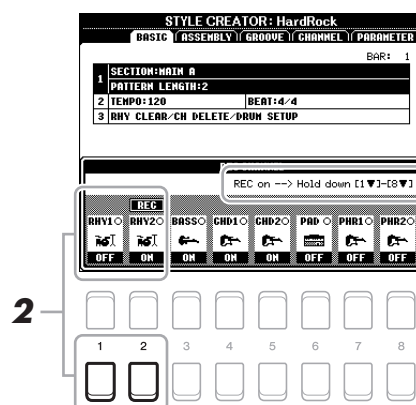 STYLE CREATOR: HardRock
BASIC ASSEMBLY GROOVE CHANNEL PARAMETER
BAR: 1
1 SECTION:MAIN A
PATTERN LENGTH:2
2 TEMPO:120 BEAT:4/4
3 RHY CLEAR/CH DELETE/DRUM SETUP
REC on --> Hold down [1▼]-[8▼]
REC
RHY1 RHY2 BASS CHD1 CHD2 PAD PHR1 PHR2
OFF ON ON ON ON OFF OFF OFF
2
1 2 3 4 5 6 7 8